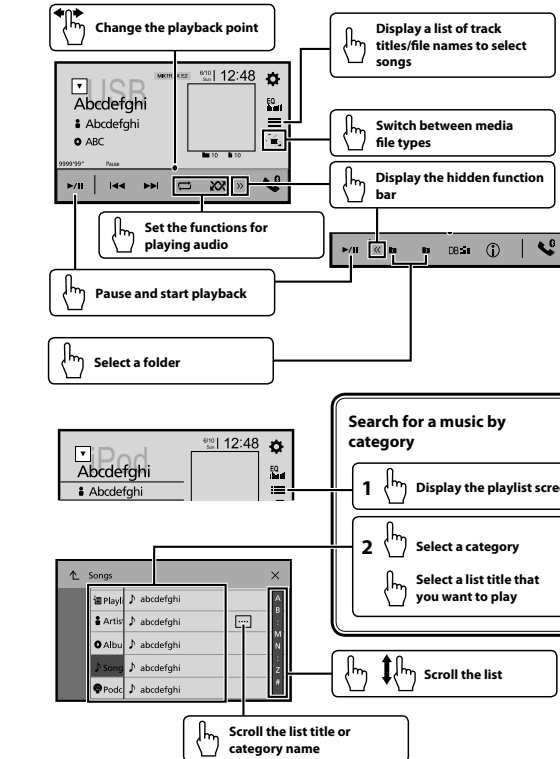 Change the playback point
Display a list of track
titles/file names to select
songs
USB
6/10
Sun
12:48
EQ
Abcdefghi
Abcdefghi
ABC
10
10
9999'99"
Pause
Switch between media
file types
Display the hidden function
bar
Set the functions for
playing audio
DB
Pause and start playback
Select a folder
iPod
6/10
Sun
12:48
EQ
Abcdefghi
Abcdefghi
Search for a music by
category
1 Display the playlist scre
2 Select a category
Select a list title that
you want to play
Songs
Playli abcdefghi
Artis abcdefghi
Albu abcdefghi
Song abcdefghi
Podc abcdefghi
A
B
:
M
N
:
Z
#
Scroll the list
Scroll the list title or
category name